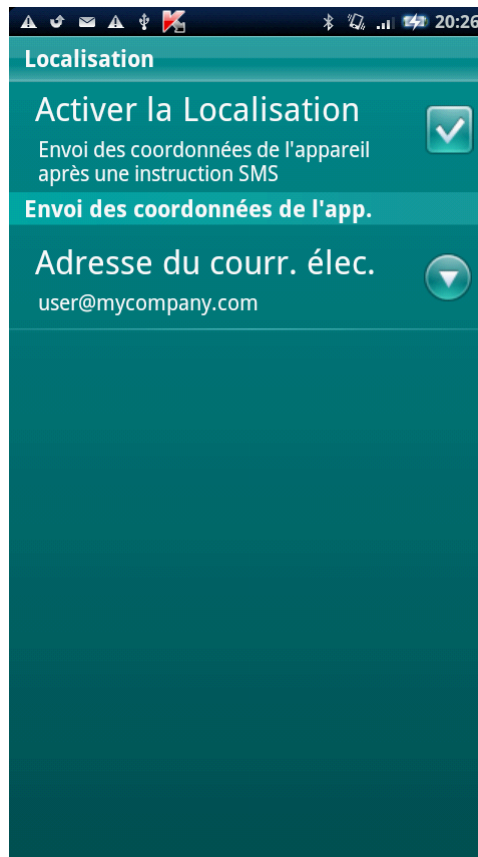 20:26
Localisation
Activer la Localisation
Envoi des coordonnées de l'appareil
après une instruction SMS
Envoi des coordonnées de l'app.
Adresse du courr. élec.
user@mycompany.com